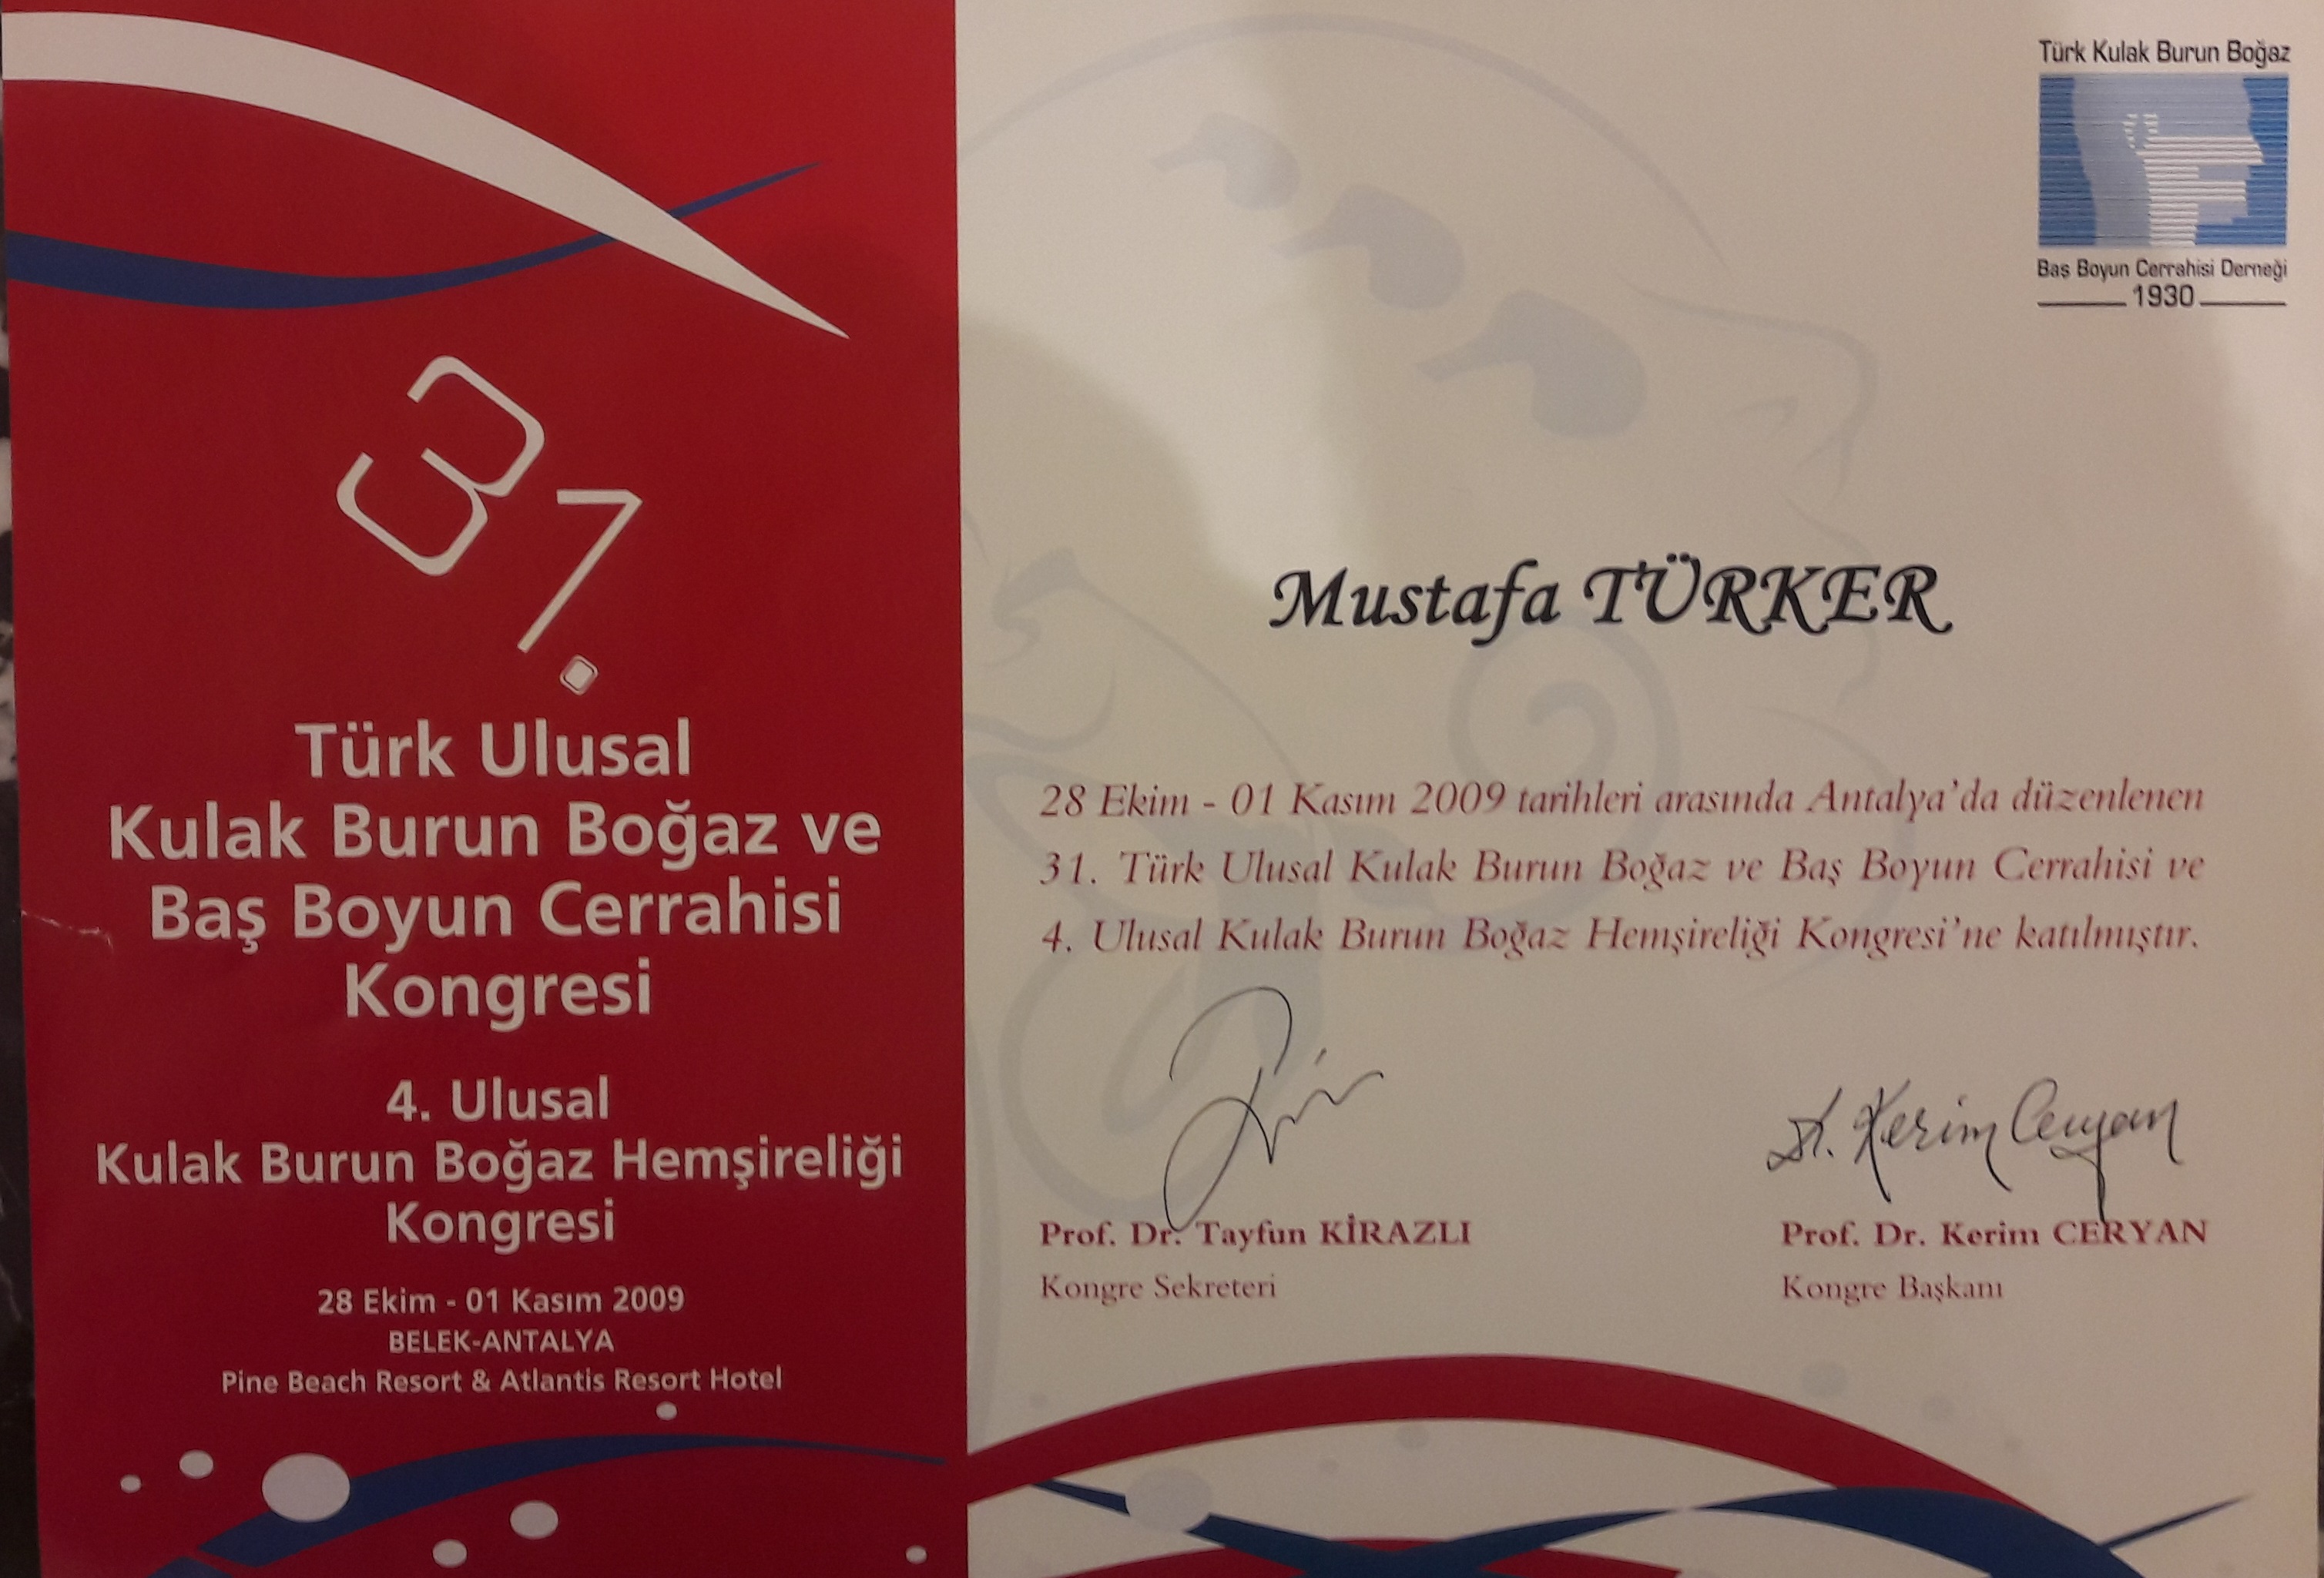 31.
Türk Ulusal
Kulak Burun Boğaz ve
Baş Boyun Cerrahisi
Kongresi
4. Ulusal
Kulak Burun Boğaz Hemşireliği
Kongresi
28 Ekim - 01 Kasım 2009
BELEK-ANTALYA
Pine Beach Resort & Atlantis Resort Hotel
Türk Kulak Burun Boğaz
Baş Boyun Cerrahisi Derneği
1930
Mustafa TÜRKER
28 Ekim - 01 Kasım 2009 tarihleri arasında Antalya'da düzenlenen
31. Türk Ulusal Kulak Burun Boğaz ve Baş Boyun Cerrahisi ve
4. Ulusal Kulak Burun Boğaz Hemşireliği Kongresi'ne katılmıştır.
Dr. Kerim Ceryan
Prof. Dr. Tayfun KİRAZLI
Kongre Sekreteri
Prof. Dr. Kerim CERYAN
Kongre Başkanı